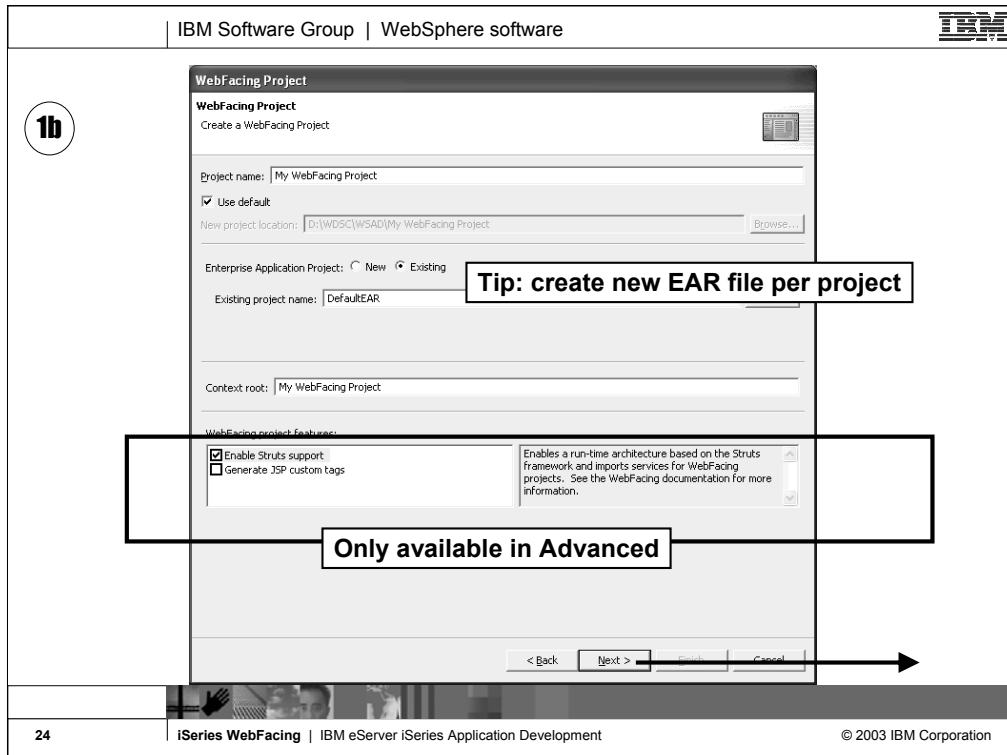 IBM Software Group | WebSphere software
IBM
1b
WebFacing Project
WebFacing Project
Create a WebFacing Project
Project name: My WebFacing Project
Use default
New project location: D:\WDSC\WSAD\My WebFacing Project
Browse...
Enterprise Application Project: New Existing
Tip: create new EAR file per project
Existing project name: DefaultEAR
Context root: My WebFacing Project
WebFacing project features:
Enable Struts support
Generate JSP custom tags
Enables a run-time architecture based on the Struts
framework and imports services for WebFacing
projects. See the WebFacing documentation for more
information.
Only available in Advanced
< Back Next > Finish Cancel
24 iSeries WebFacing | IBM eServer iSeries Application Development © 2003 IBM Corporation